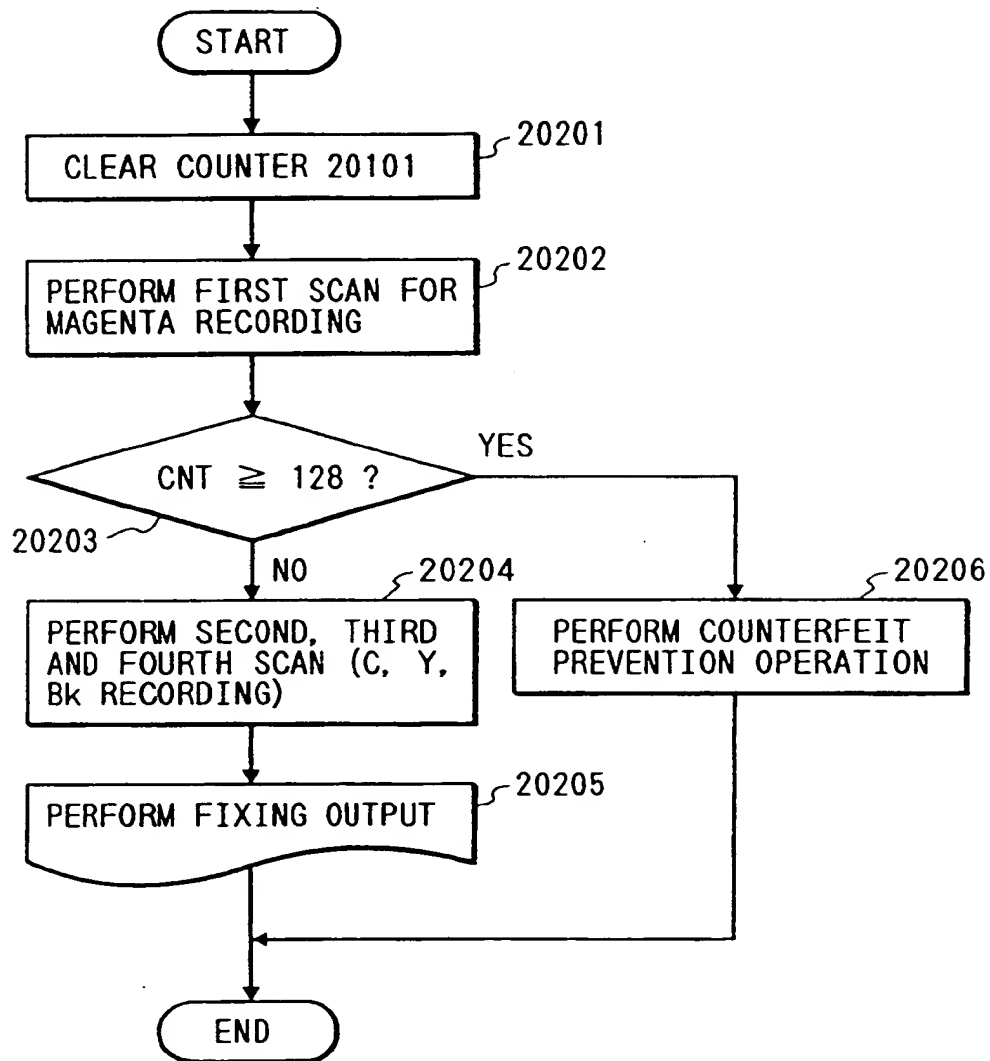 START
20201
CLEAR COUNTER 20101
20202
PERFORM FIRST SCAN FOR
MAGENTA RECORDING
YES
CNT ≧ 128 ?
20203
NO
20204
20206
PERFORM SECOND, THIRD
AND FOURTH SCAN (C, Y,
Bk RECORDING)
PERFORM COUNTERFEIT
PREVENTION OPERATION
20205
PERFORM FIXING OUTPUT
END